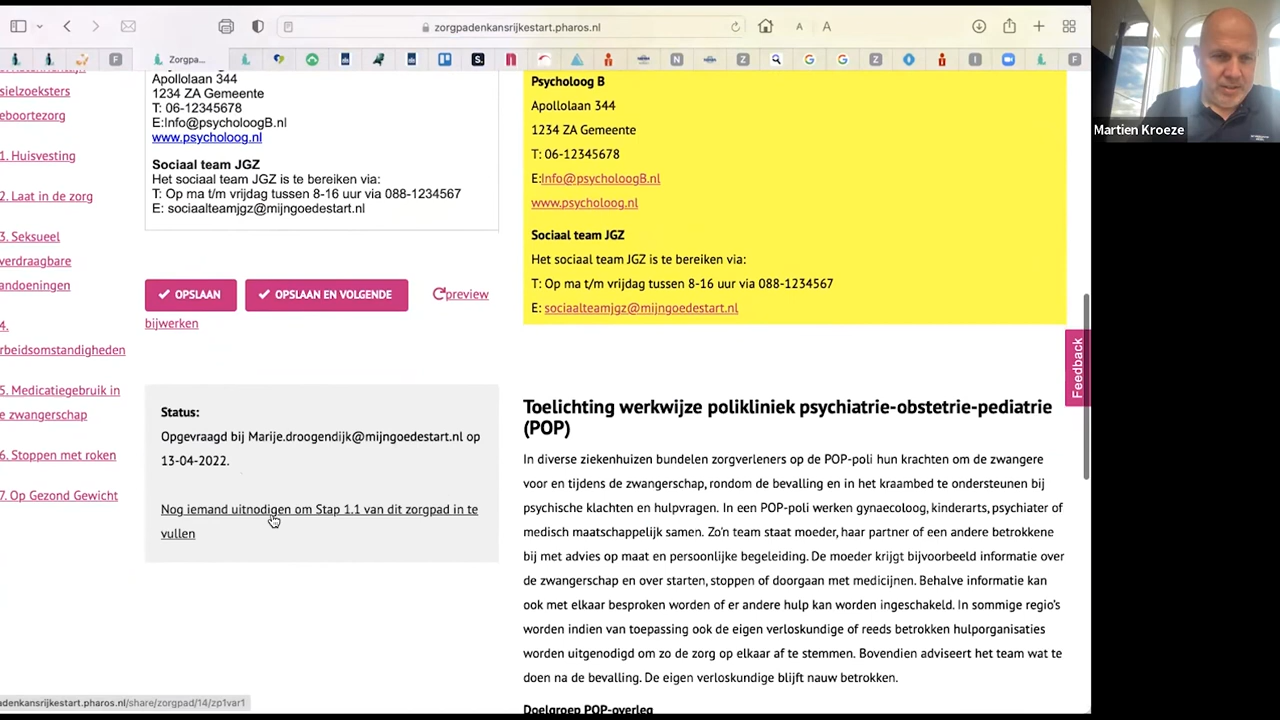 zorgpadenkansrijkestart.pharos.nl
A
A
Zorgpa...
sielzoeksters
eboortezorg
1. Huisvesting
2. Laat in de zorg
3. Seksueel
verdraagbare
andoeningen
4.
rbeidsomstandigheden
5. Medicatiegebruik in
e zwangerschap
6. Stoppen met roken
7. Op Gezond Gewicht
Apollolaan 344
1234 ZA Gemeente
T: 06-12345678
E:Info@psycholoogB.nl
www.psycholoog.nl
Sociaal team JGZ
Het sociaal team JGZ is te bereiken via:
T: Op ma t/m vrijdag tussen 8-16 uur via 088-1234567
E: sociaalteamjgz@mijngoedestart.nl
OPSLAAN
OPSLAAN EN VOLGENDE
preview
bijwerken
Status:
Opgevraagd bij Marije.droogendijk@mijngoedestart.nl op
13-04-2022.
Nog iemand uitnodigen om Stap 1.1 van dit zorgpad in te
vullen
Psycholoog B
Apollolaan 344
1234 ZA Gemeente
T: 06-12345678
E:Info@psycholoogB.nl
www.psycholoog.nl
Sociaal team JGZ
Het sociaal team JGZ is te bereiken via:
T: Op ma t/m vrijdag tussen 8-16 uur via 088-1234567
E: sociaalteamjgz@mijngoedestart.nl
Toelichting werkwijze polikliniek psychiatrie-obstetrie-pediatrie
(POP)
In diverse ziekenhuizen bundelen zorgverleners op de POP-poli hun krachten om de zwangere
voor en tijdens de zwangerschap, rondom de bevalling en in het kraambed te ondersteunen bij
psychische klachten en hulpvragen. In een POP-poli werken gynaecoloog, kinderarts, psychiater of
medisch maatschappelijk samen. Zo'n team staat moeder, haar partner of een andere betrokkene
bij met advies op maat en persoonlijke begeleiding. De moeder krijgt bijvoorbeeld informatie over
de zwangerschap en over starten, stoppen of doorgaan met medicijnen. Behalve informatie kan
ook met elkaar besproken worden of er andere hulp kan worden ingeschakeld. In sommige regio's
worden indien van toepassing ook de eigen verloskundige of reeds betrokken hulporganisaties
worden uitgenodigd om zo de zorg op elkaar af te stemmen. Bovendien adviseert het team wat te
doen na de bevalling. De eigen verloskundige blijft nauw betrokken.
Doelgroep POP-overleg
Feedback
Martien Kroeze
adenkansrijkestart.pharos.nl/share/zorgpad/14/zp1var1